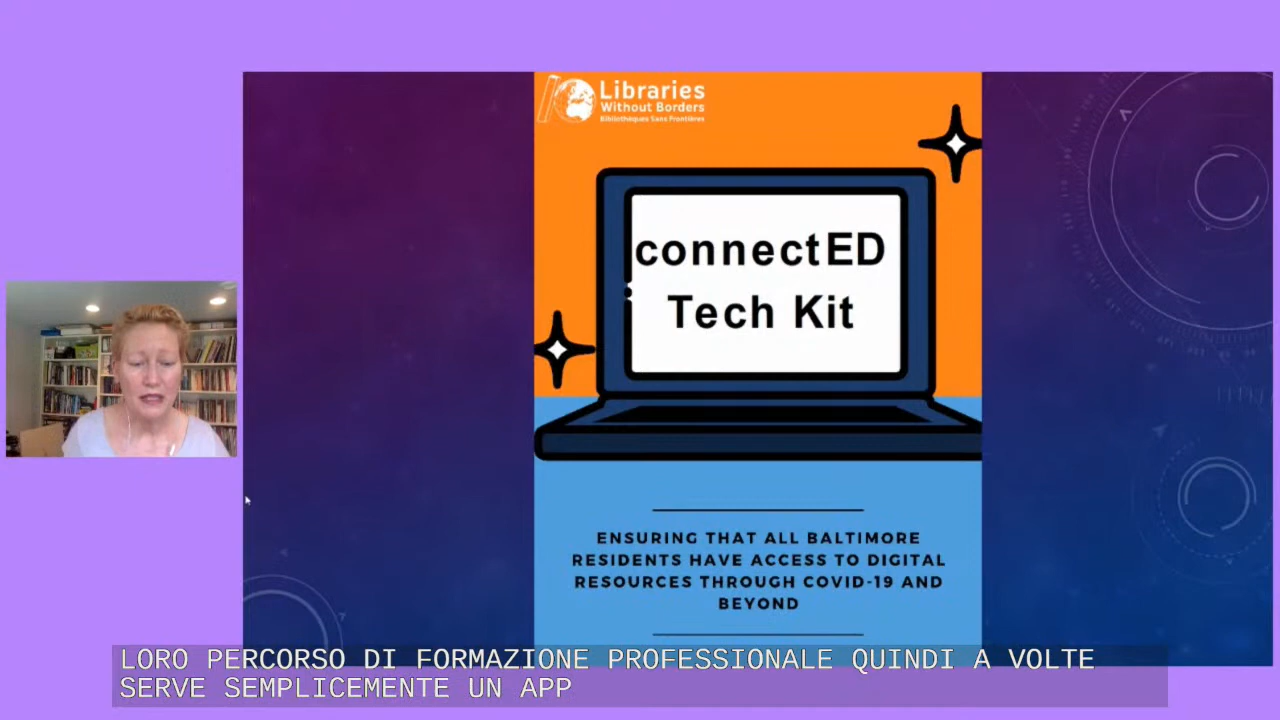 Libraries
Without Borders
Bibliothèques Sans Frontières
connectED
Tech Kit
ENSURING THAT ALL BALTIMORE
RESIDENTS HAVE ACCESS TO DIGITAL
RESOURCES THROUGH COVID-19 AND
BEYOND
LORO PERCORSO DI FORMAZIONE PROFESSIONALE QUINDI A VOLTE
SERVE SEMPLICEMENTE UN APP